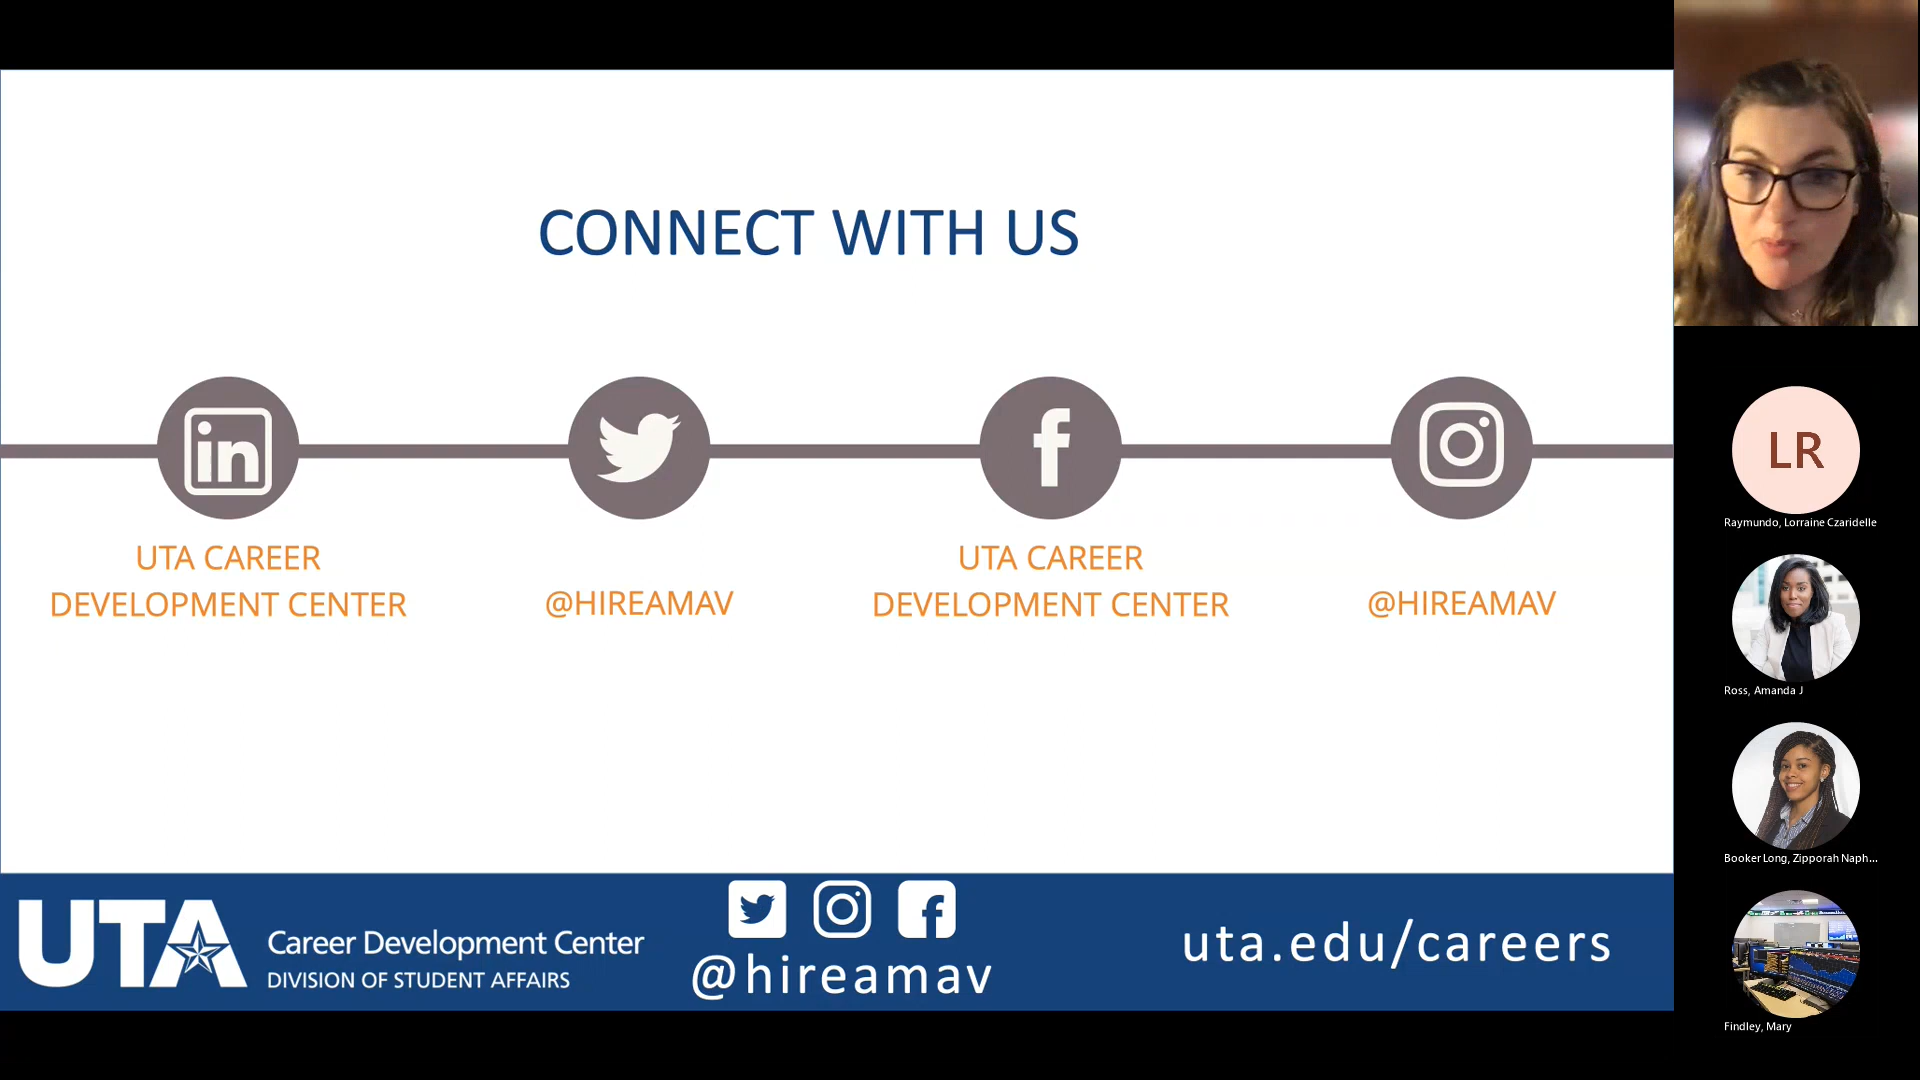 CONNECT WITH US
in
f
UTA CAREER
DEVELOPMENT CENTER
@HIREAMAV
UTA CAREER
DEVELOPMENT CENTER
@HIREAMAV
UTA
Career Development Center
DIVISION OF STUDENT AFFAIRS
f
@hireamav
uta.edu/careers
LR
Raymundo, Lorraine Czaridelle
Ross, Amanda J
Booker Long, Zipporah Naph...
Findley, Mary